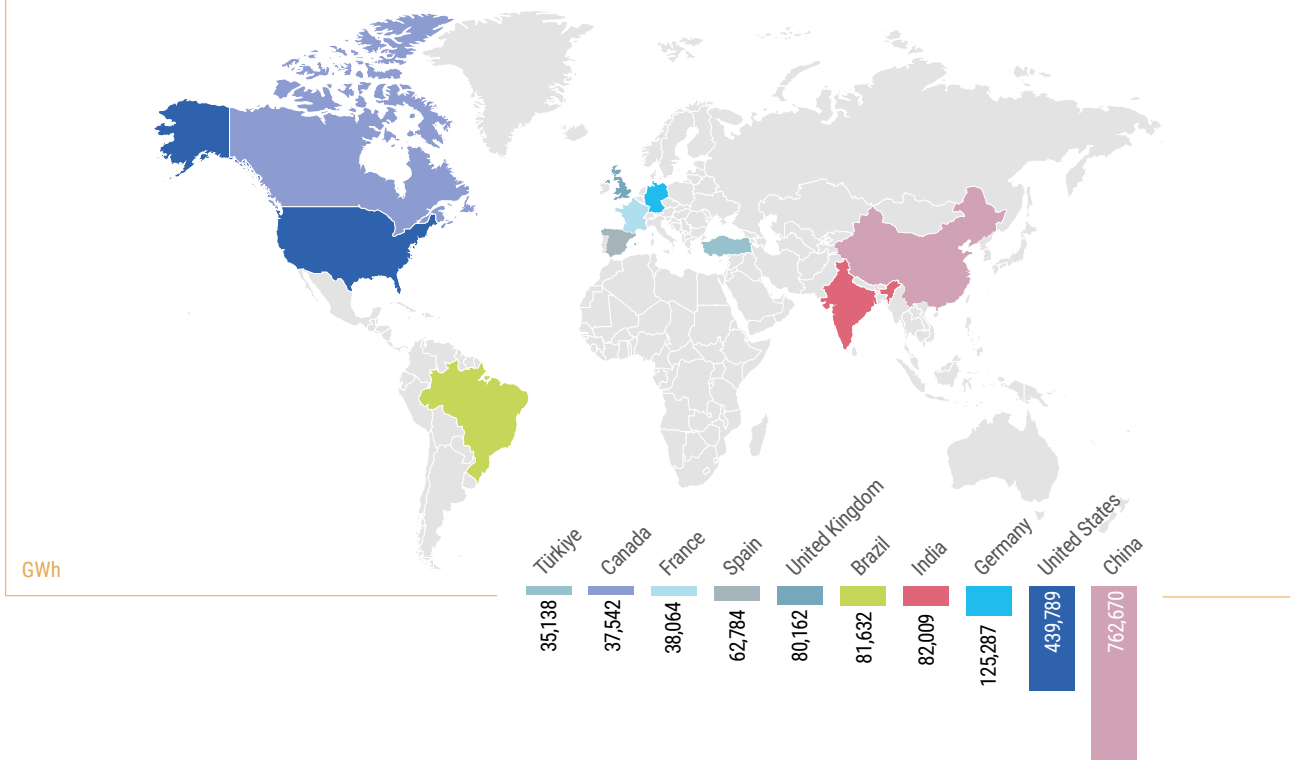 GWh
Türkiye
Canada
France
Spain
United Kingdom
Brazil
India
Germany
United States
China
35,138
37,542
38,064
62,784
80,162
81,632
82,009
125,287
439,789
762,670